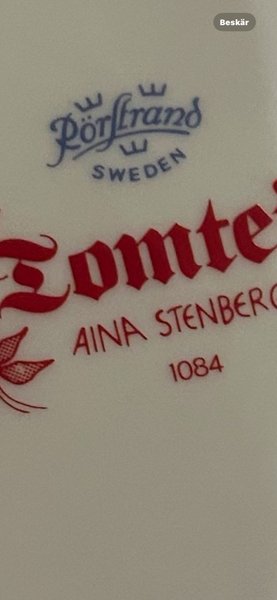 Beskär
Rörstrand
SWEDEN
Tomte
AINA STENBERG
1084